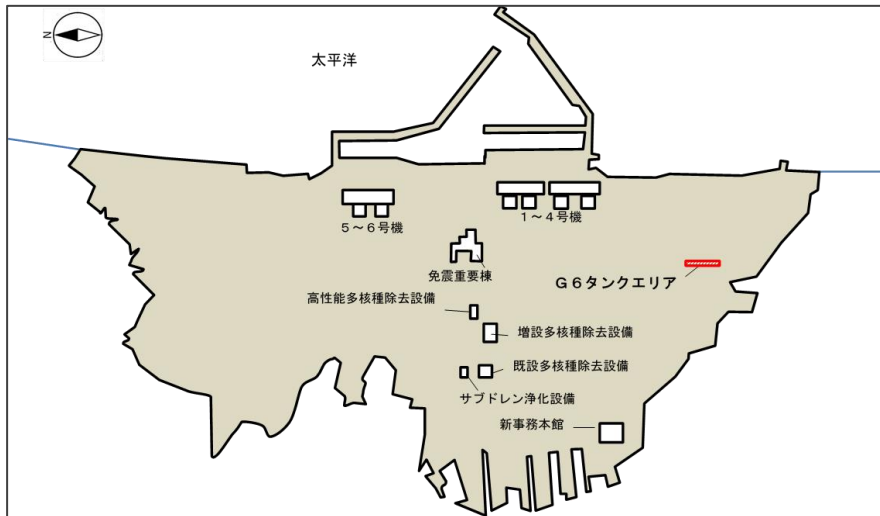 N
太平洋
5~6号機
1~4号機
免震重要棟
G6タンクエリア
高性能多核種除去設備
増設多核種除去設備
既設多核種除去設備
サブドレン浄化設備
新事務本館